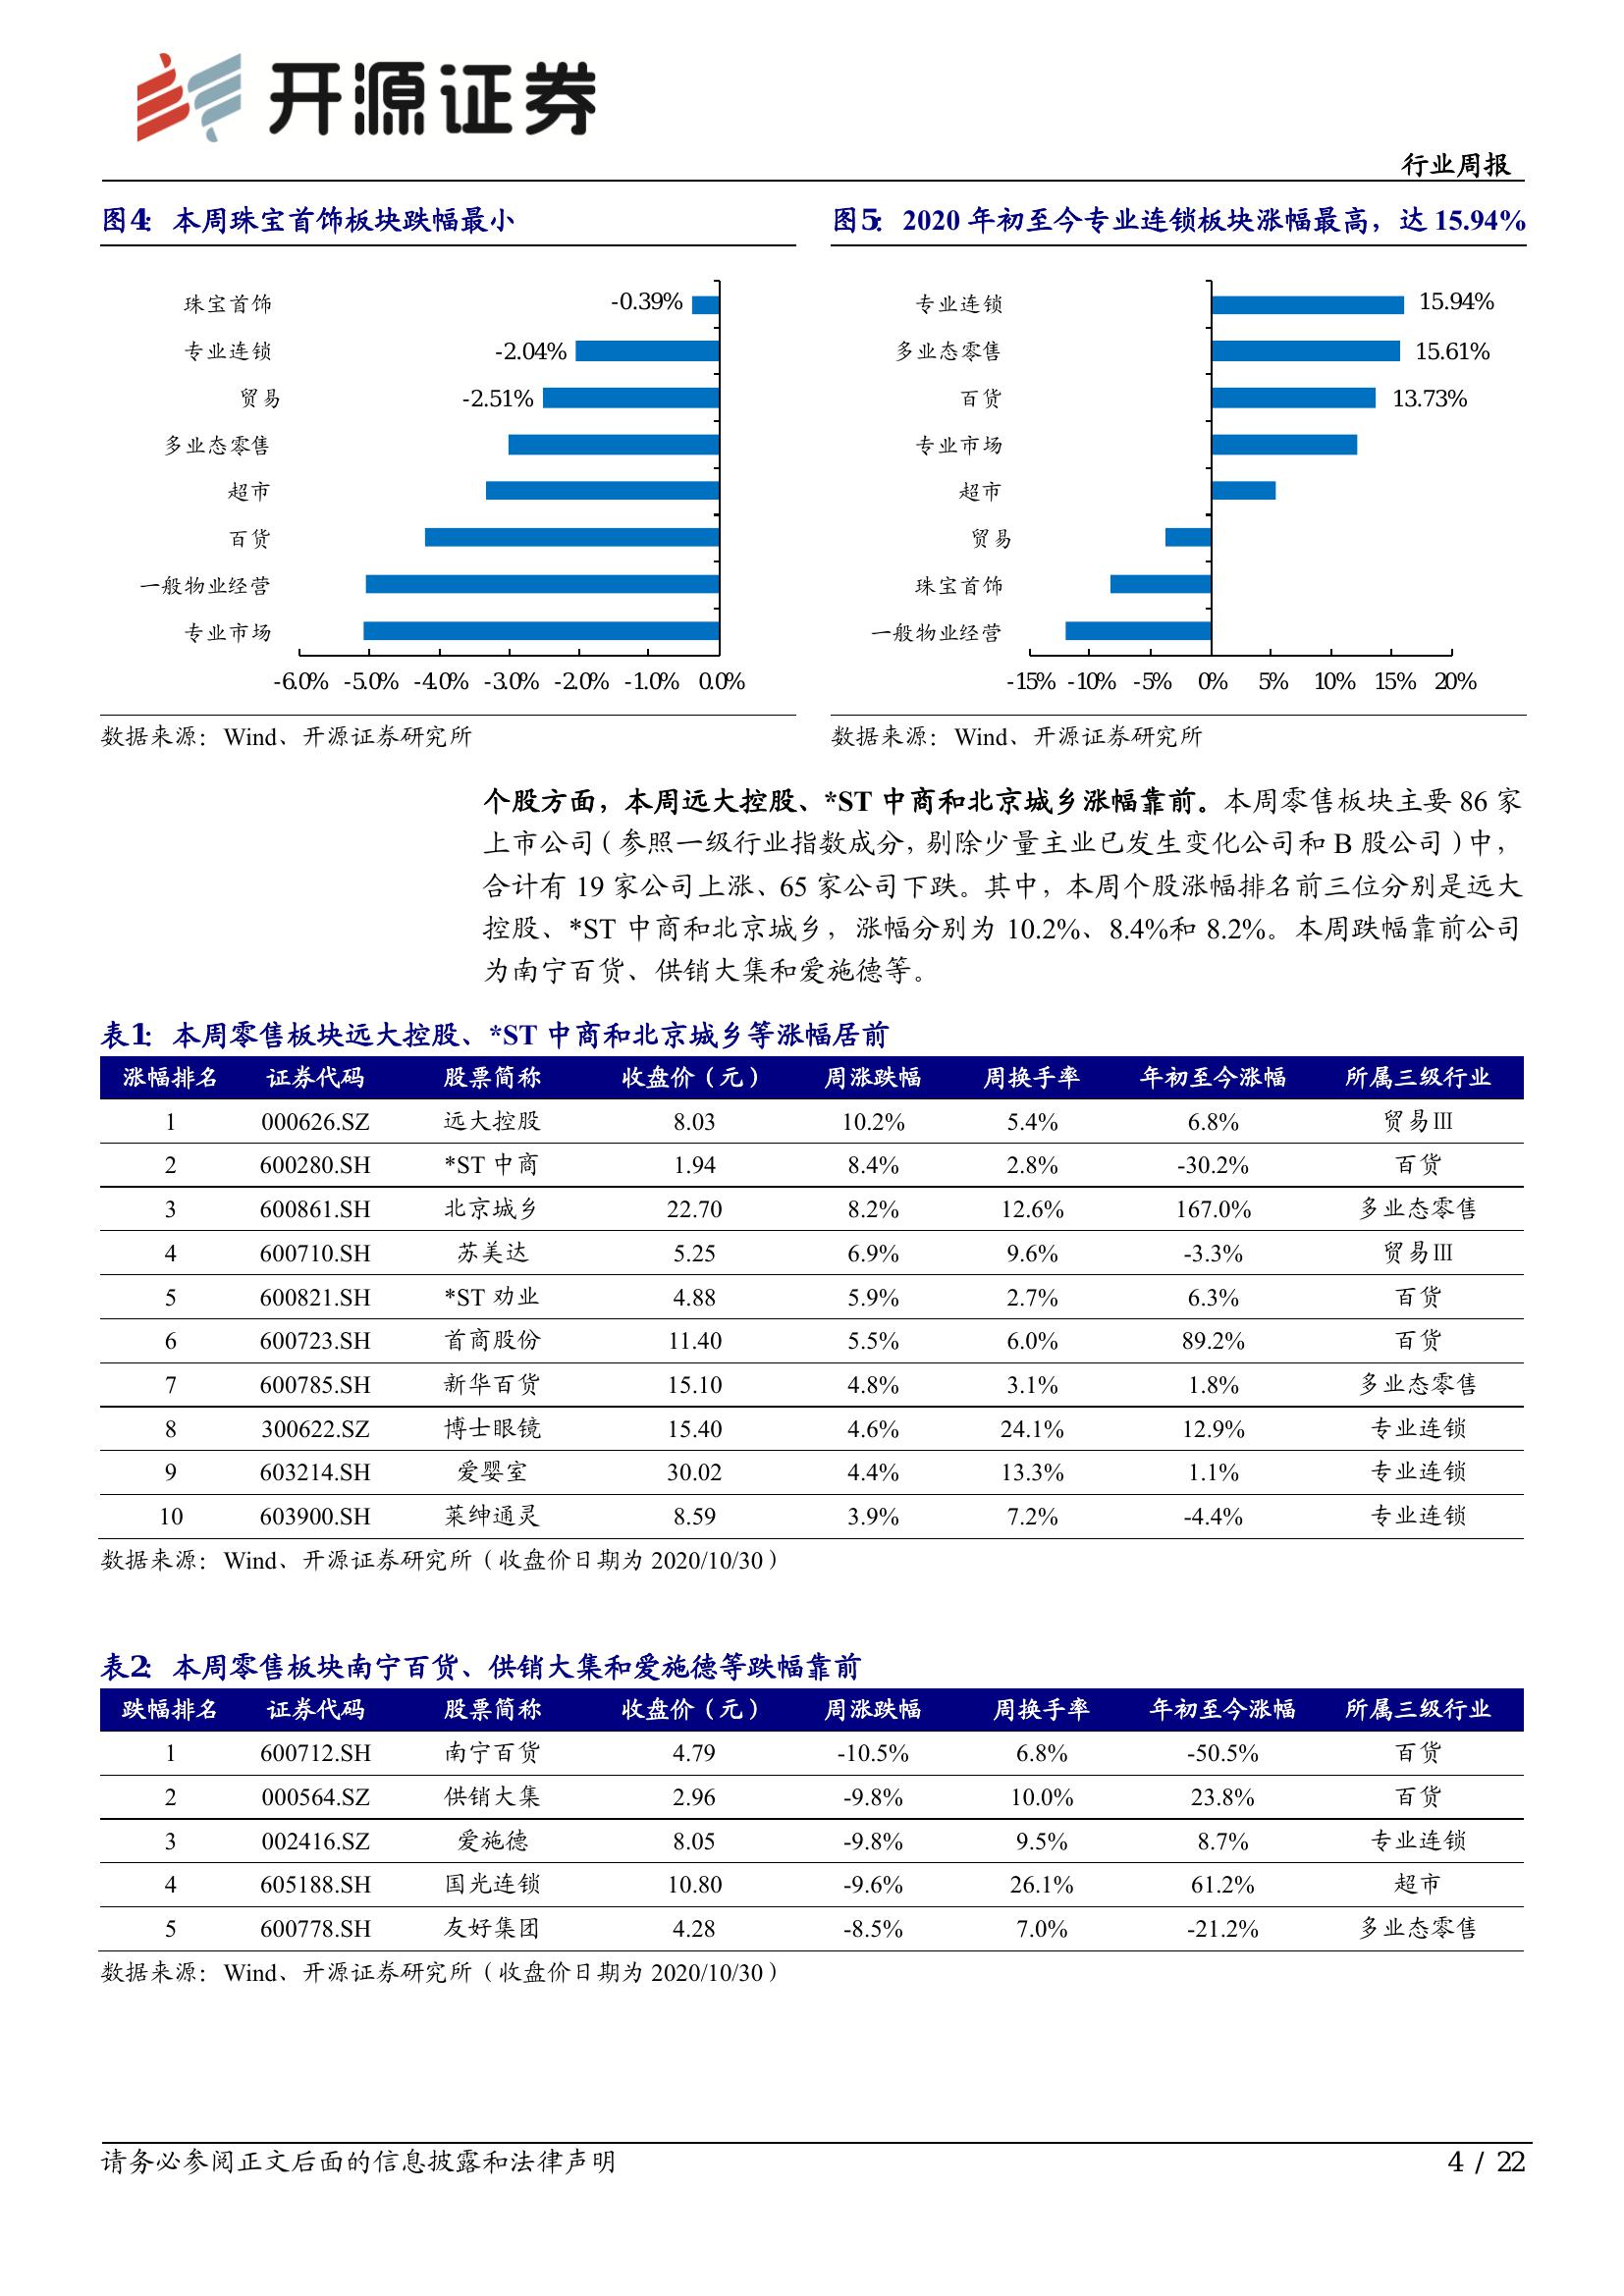 开源证券
行业周报
图4: 本周珠宝首饰板块跌幅最小
珠宝首饰 -0.39%
专业连锁 -2.04%
贸易 -2.51%
多业态零售
超市
百货
一般物业经营
专业市场
-6.0% -5.0% -4.0% -3.0% -2.0% -1.0% 0.0%
数据来源：Wind、开源证券研究所
图5: 2020 年初至今专业连锁板块涨幅最高，达 15.94%
专业连锁 15.94%
多业态零售 15.61%
百货 13.73%
专业市场
超市
贸易
珠宝首饰
一般物业经营
-15% -10% -5% 0% 5% 10% 15% 20%
数据来源：Wind、开源证券研究所
个股方面，本周远大控股、*ST 中商和北京城乡涨幅靠前。本周零售板块主要 86 家
上市公司（参照一级行业指数成分，剔除少量主业已发生变化公司和 B 股公司）中，
合计有 19 家公司上涨、65 家公司下跌。其中，本周个股涨幅排名前三位分别是远大
控股、*ST 中商和北京城乡，涨幅分别为 10.2%、8.4%和 8.2%。本周跌幅靠前公司
为南宁百货、供销大集和爱施德等。
表1: 本周零售板块远大控股、*ST 中商和北京城乡等涨幅居前
涨幅排名 证券代码 股票简称 收盘价（元） 周涨跌幅 周换手率 年初至今涨幅 所属三级行业
1 000626.SZ 远大控股 8.03 10.2% 5.4% 6.8% 贸易Ⅲ
2 600280.SH *ST 中商 1.94 8.4% 2.8% -30.2% 百货
3 600861.SH 北京城乡 22.70 8.2% 12.6% 167.0% 多业态零售
4 600710.SH 苏美达 5.25 6.9% 9.6% -3.3% 贸易Ⅲ
5 600821.SH *ST 劝业 4.88 5.9% 2.7% 6.3% 百货
6 600723.SH 首商股份 11.40 5.5% 6.0% 89.2% 百货
7 600785.SH 新华百货 15.10 4.8% 3.1% 1.8% 多业态零售
8 300622.SZ 博士眼镜 15.40 4.6% 24.1% 12.9% 专业连锁
9 603214.SH 爱婴室 30.02 4.4% 13.3% 1.1% 专业连锁
10 603900.SH 莱绅通灵 8.59 3.9% 7.2% -4.4% 专业连锁
数据来源：Wind、开源证券研究所（收盘价日期为 2020/10/30）
表2: 本周零售板块南宁百货、供销大集和爱施德等跌幅靠前
跌幅排名 证券代码 股票简称 收盘价（元） 周涨跌幅 周换手率 年初至今涨幅 所属三级行业
1 600712.SH 南宁百货 4.79 -10.5% 6.8% -50.5% 百货
2 000564.SZ 供销大集 2.96 -9.8% 10.0% 23.8% 百货
3 002416.SZ 爱施德 8.05 -9.8% 9.5% 8.7% 专业连锁
4 605188.SH 国光连锁 10.80 -9.6% 26.1% 61.2% 超市
5 600778.SH 友好集团 4.28 -8.5% 7.0% -21.2% 多业态零售
数据来源：Wind、开源证券研究所（收盘价日期为 2020/10/30）
请务必参阅正文后面的信息披露和法律声明
4 / 22